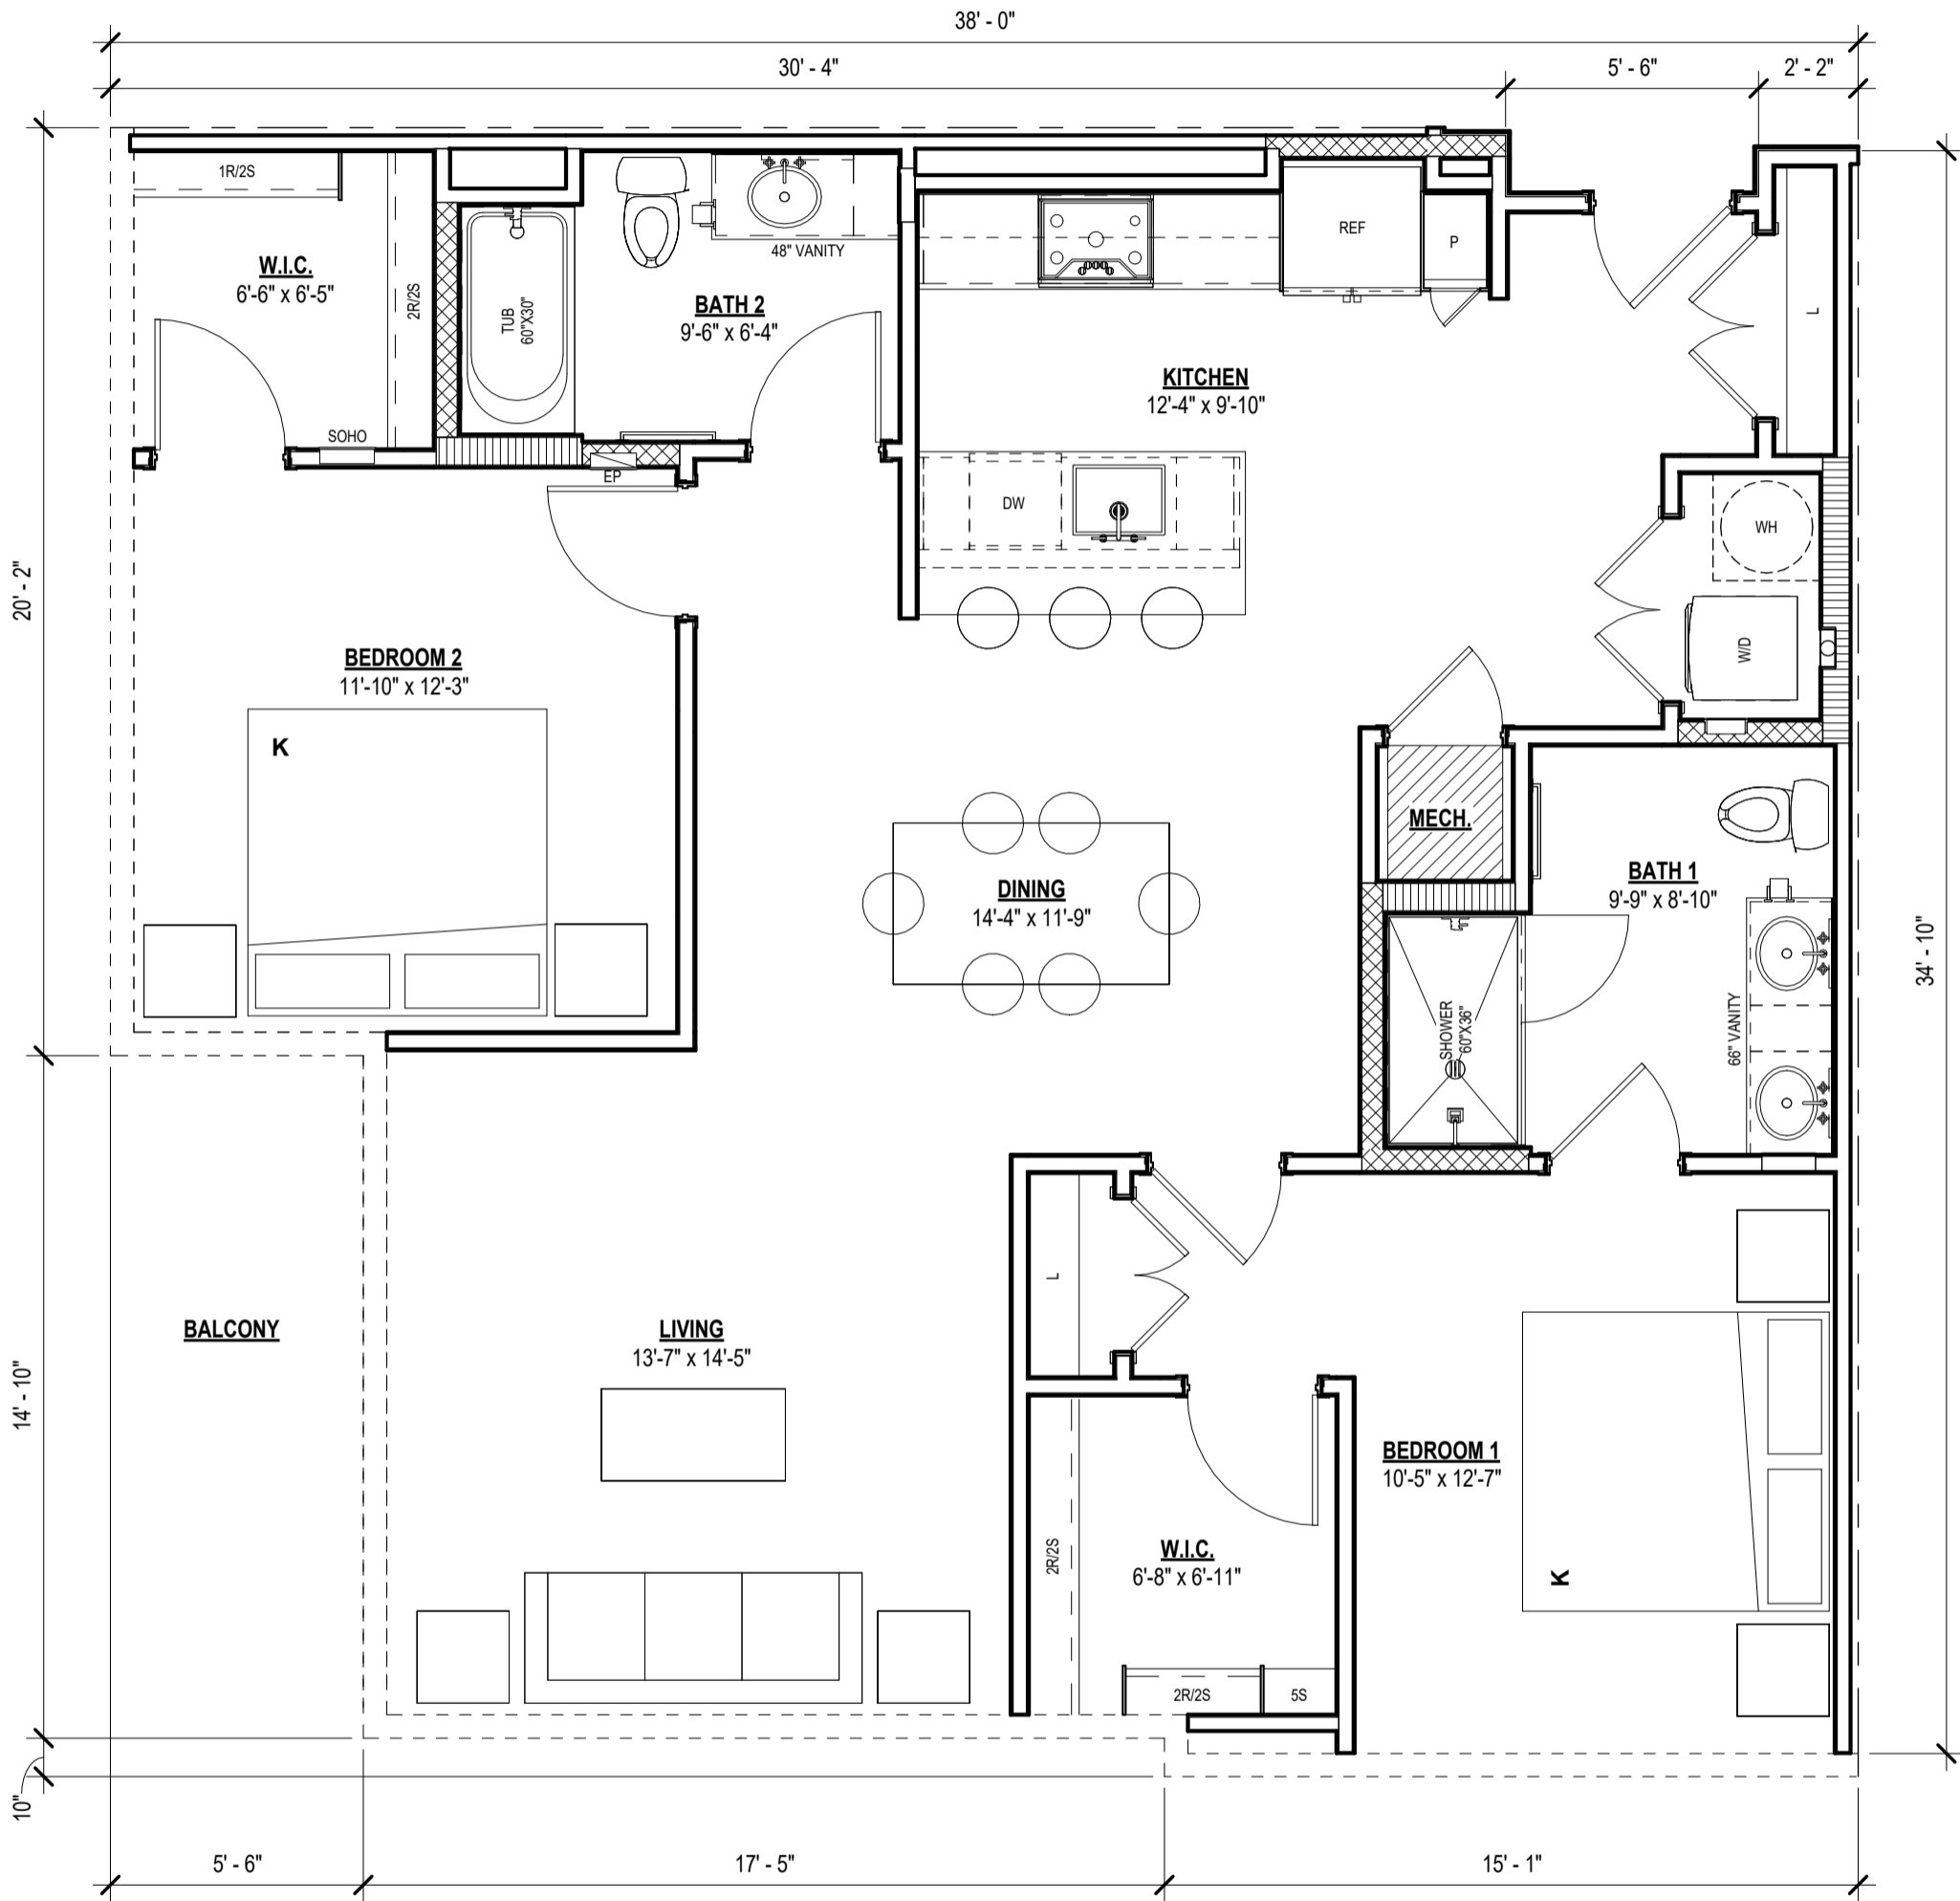 38' - 0"
30' - 4"
5' - 6"
2' - 2"
1R/2S
W.I.C.
6'-6" x 6'-5"
2R/2S
TUB
60"X30"
48" VANITY
BATH 2
9'-6" x 6'-4"
REF
P
L
KITCHEN
12'-4" x 9'-10"
SOHO
EP
DW
WH
W/D
20' - 2"
BEDROOM 2
11'-10" x 12'-3"
K
MECH.
DINING
14'-4" x 11'-9"
BATH 1
9'-9" x 8'-10"
34' - 10"
SHOWER
60"X36"
66" VANITY
L
BALCONY
LIVING
13'-7" x 14'-5"
14' - 10"
BEDROOM 1
10'-5" x 12'-7"
K
2R/2S
W.I.C.
6'-8" x 6'-11"
2R/2S
5S
10"
5' - 6"
17' - 5"
15' - 1"